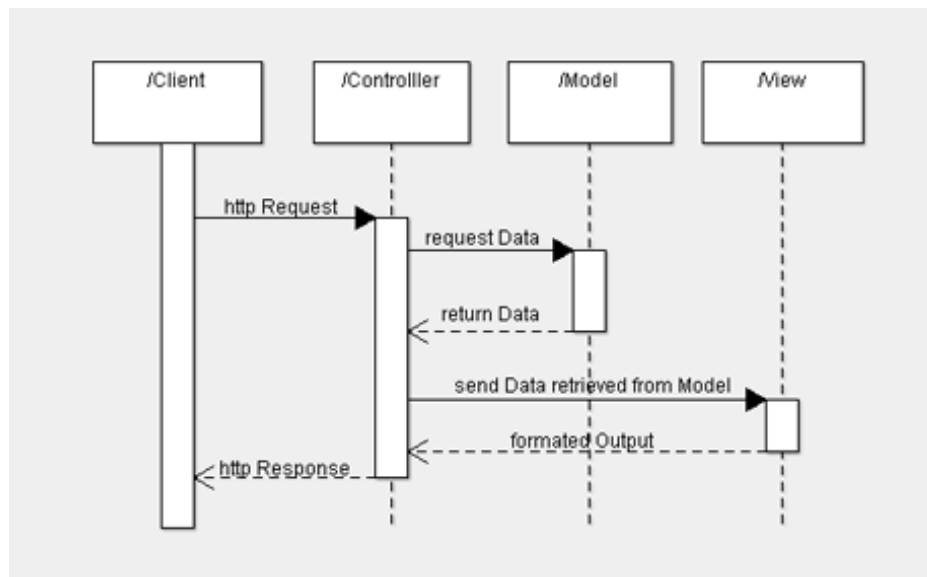 /Client
/Controlller
/Model
/View
http Request
request Data
return Data
send Data retrieved from Model
formated Output
http Response